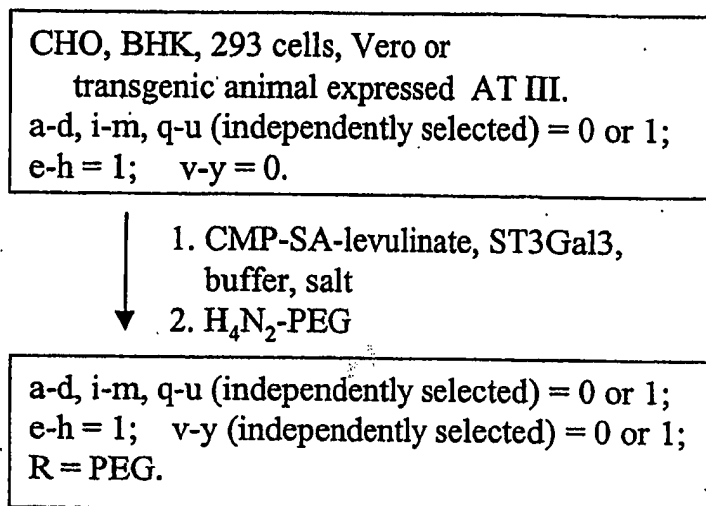 CHO, BHK, 293 cells, Vero or
transgenic animal expressed AT III.
a-d, i-m, q-u (independently selected) = 0 or 1;
e-h = 1; v-y = 0.
1. CMP-SA-levulinate, ST3Gal3,
buffer, salt
2. H₄N₂-PEG
a-d, i-m, q-u (independently selected) = 0 or 1;
e-h = 1; v-y (independently selected) = 0 or 1;
R = PEG.